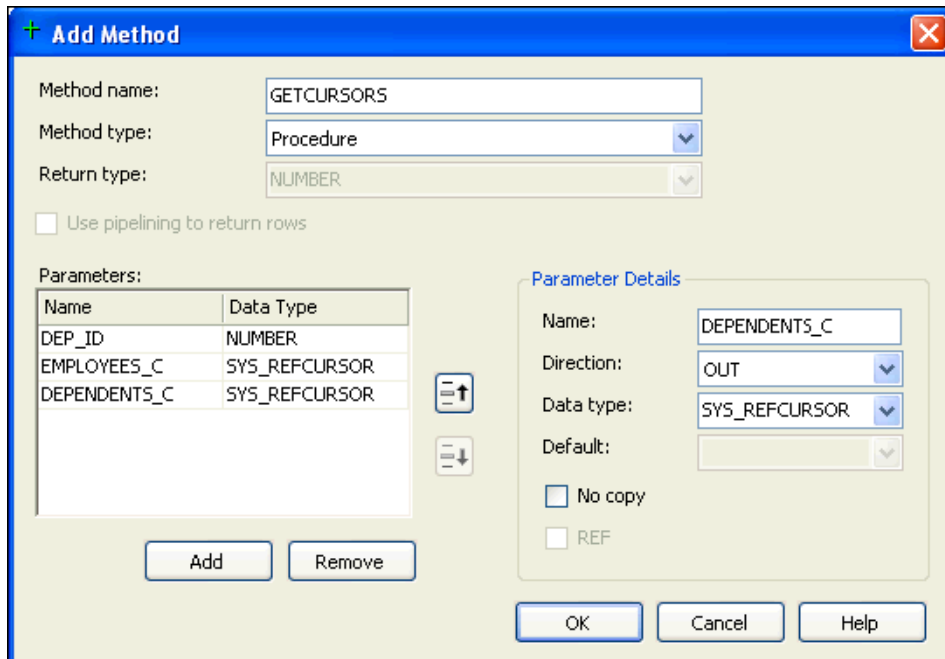 Add Method
Method name: GETCURSORS
Method type: Procedure
Return type: NUMBER
Use pipelining to return rows
Parameters:
Name Data Type
DEP_ID NUMBER
EMPLOYEES_C SYS_REFCURSOR
DEPENDENTS_C SYS_REFCURSOR
Add Remove
Parameter Details
Name: DEPENDENTS_C
Direction: OUT
Data type: SYS_REFCURSOR
Default:
No copy
REF
OK Cancel Help